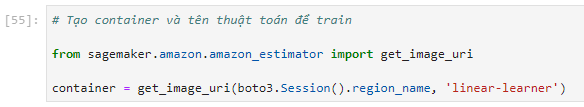 [55]: # Tạo container và tên thuật toán để train
from sagemaker.amazon.amazon_estimator import get_image_uri
container = get_image_uri(boto3.Session().region_name, 'linear-learner')